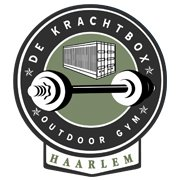 DE KRACHTBOX
OUTDOOR GYM
HAARLEM